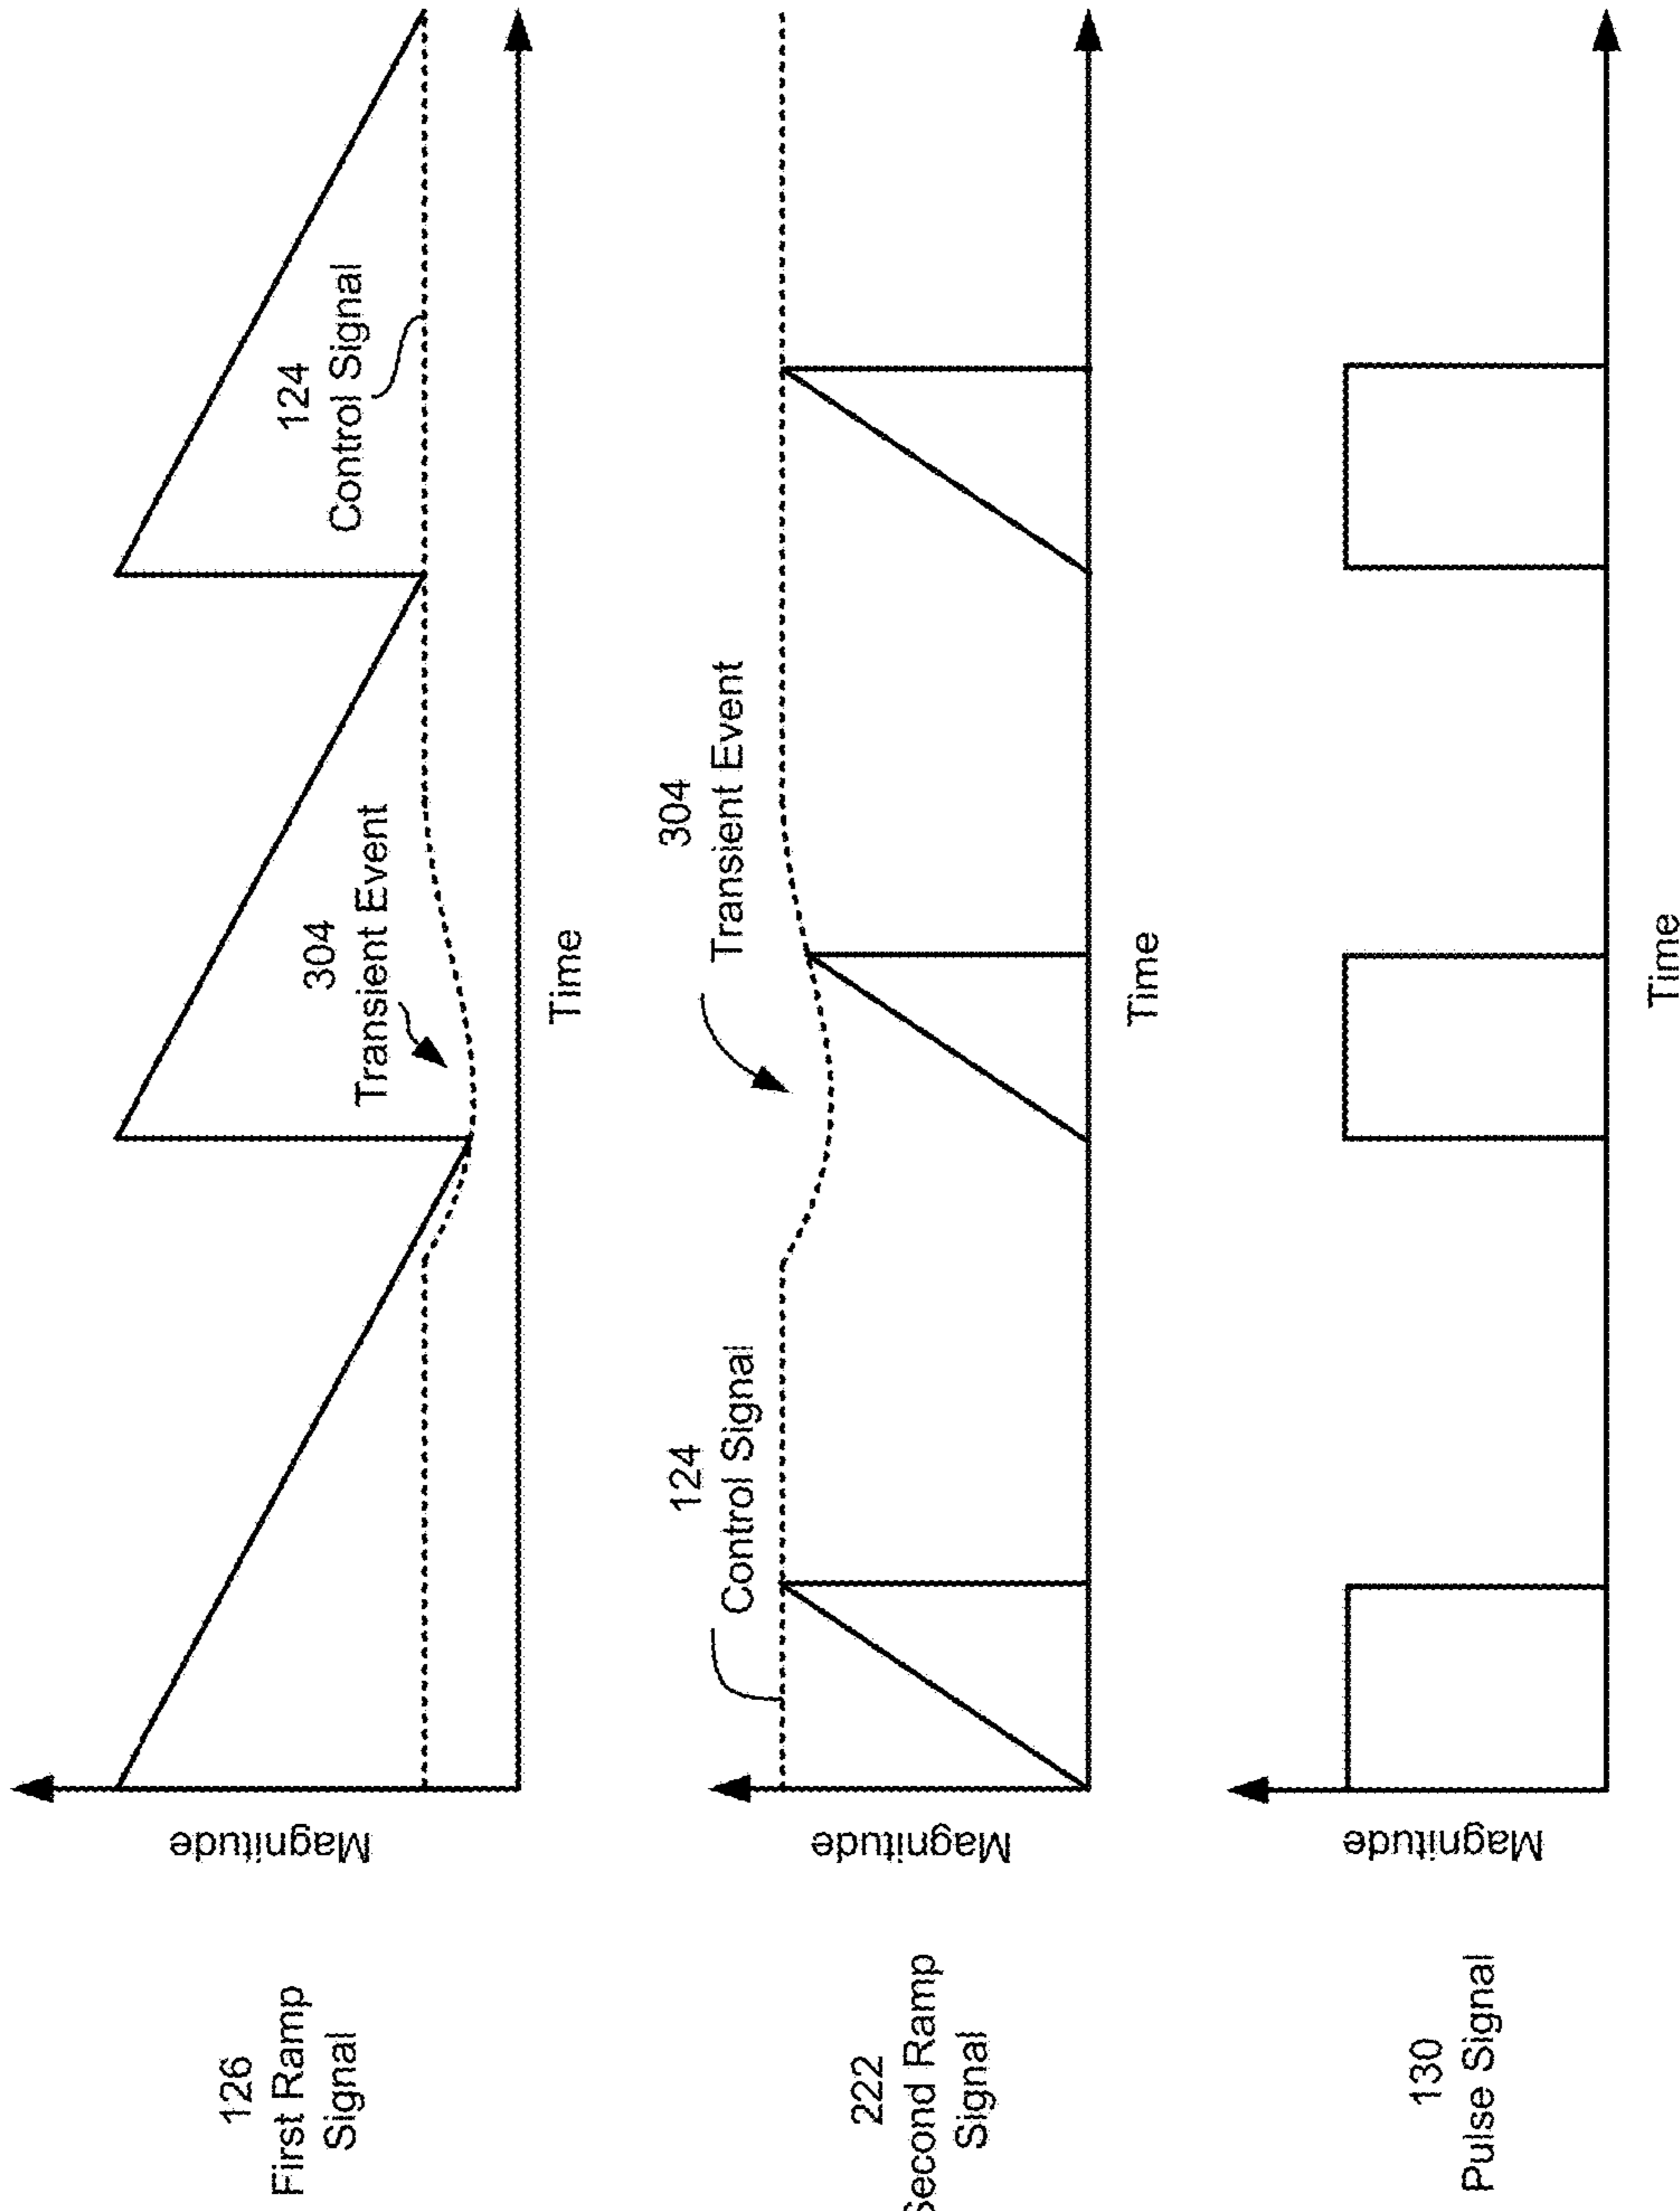 126
First Ramp
Signal
Magnitude
304
Transient Event
124
Control Signal
Time
222
Second Ramp
Signal
Magnitude
124
Control Signal
304
Transient Event
Time
130
Pulse Signal
Magnitude
Time